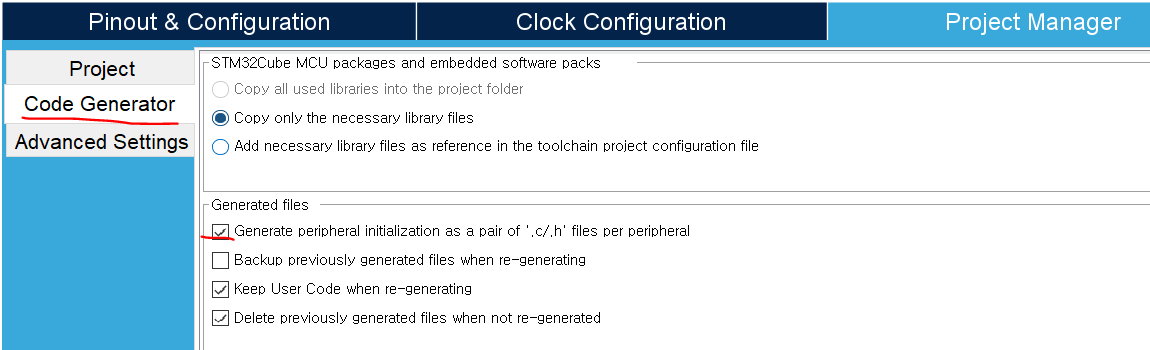 Pinout & Configuration
Clock Configuration
Project Manager
Project
Code Generator
Advanced Settings
STM32Cube MCU packages and embedded software packs
Copy all used libraries into the project folder
Copy only the necessary library files
Add necessary library files as reference in the toolchain project configuration file
Generated files
Generate peripheral initialization as a pair of '.c/.h' files per peripheral
Backup previously generated files when re-generating
Keep User Code when re-generating
Delete previously generated files when not re-generated